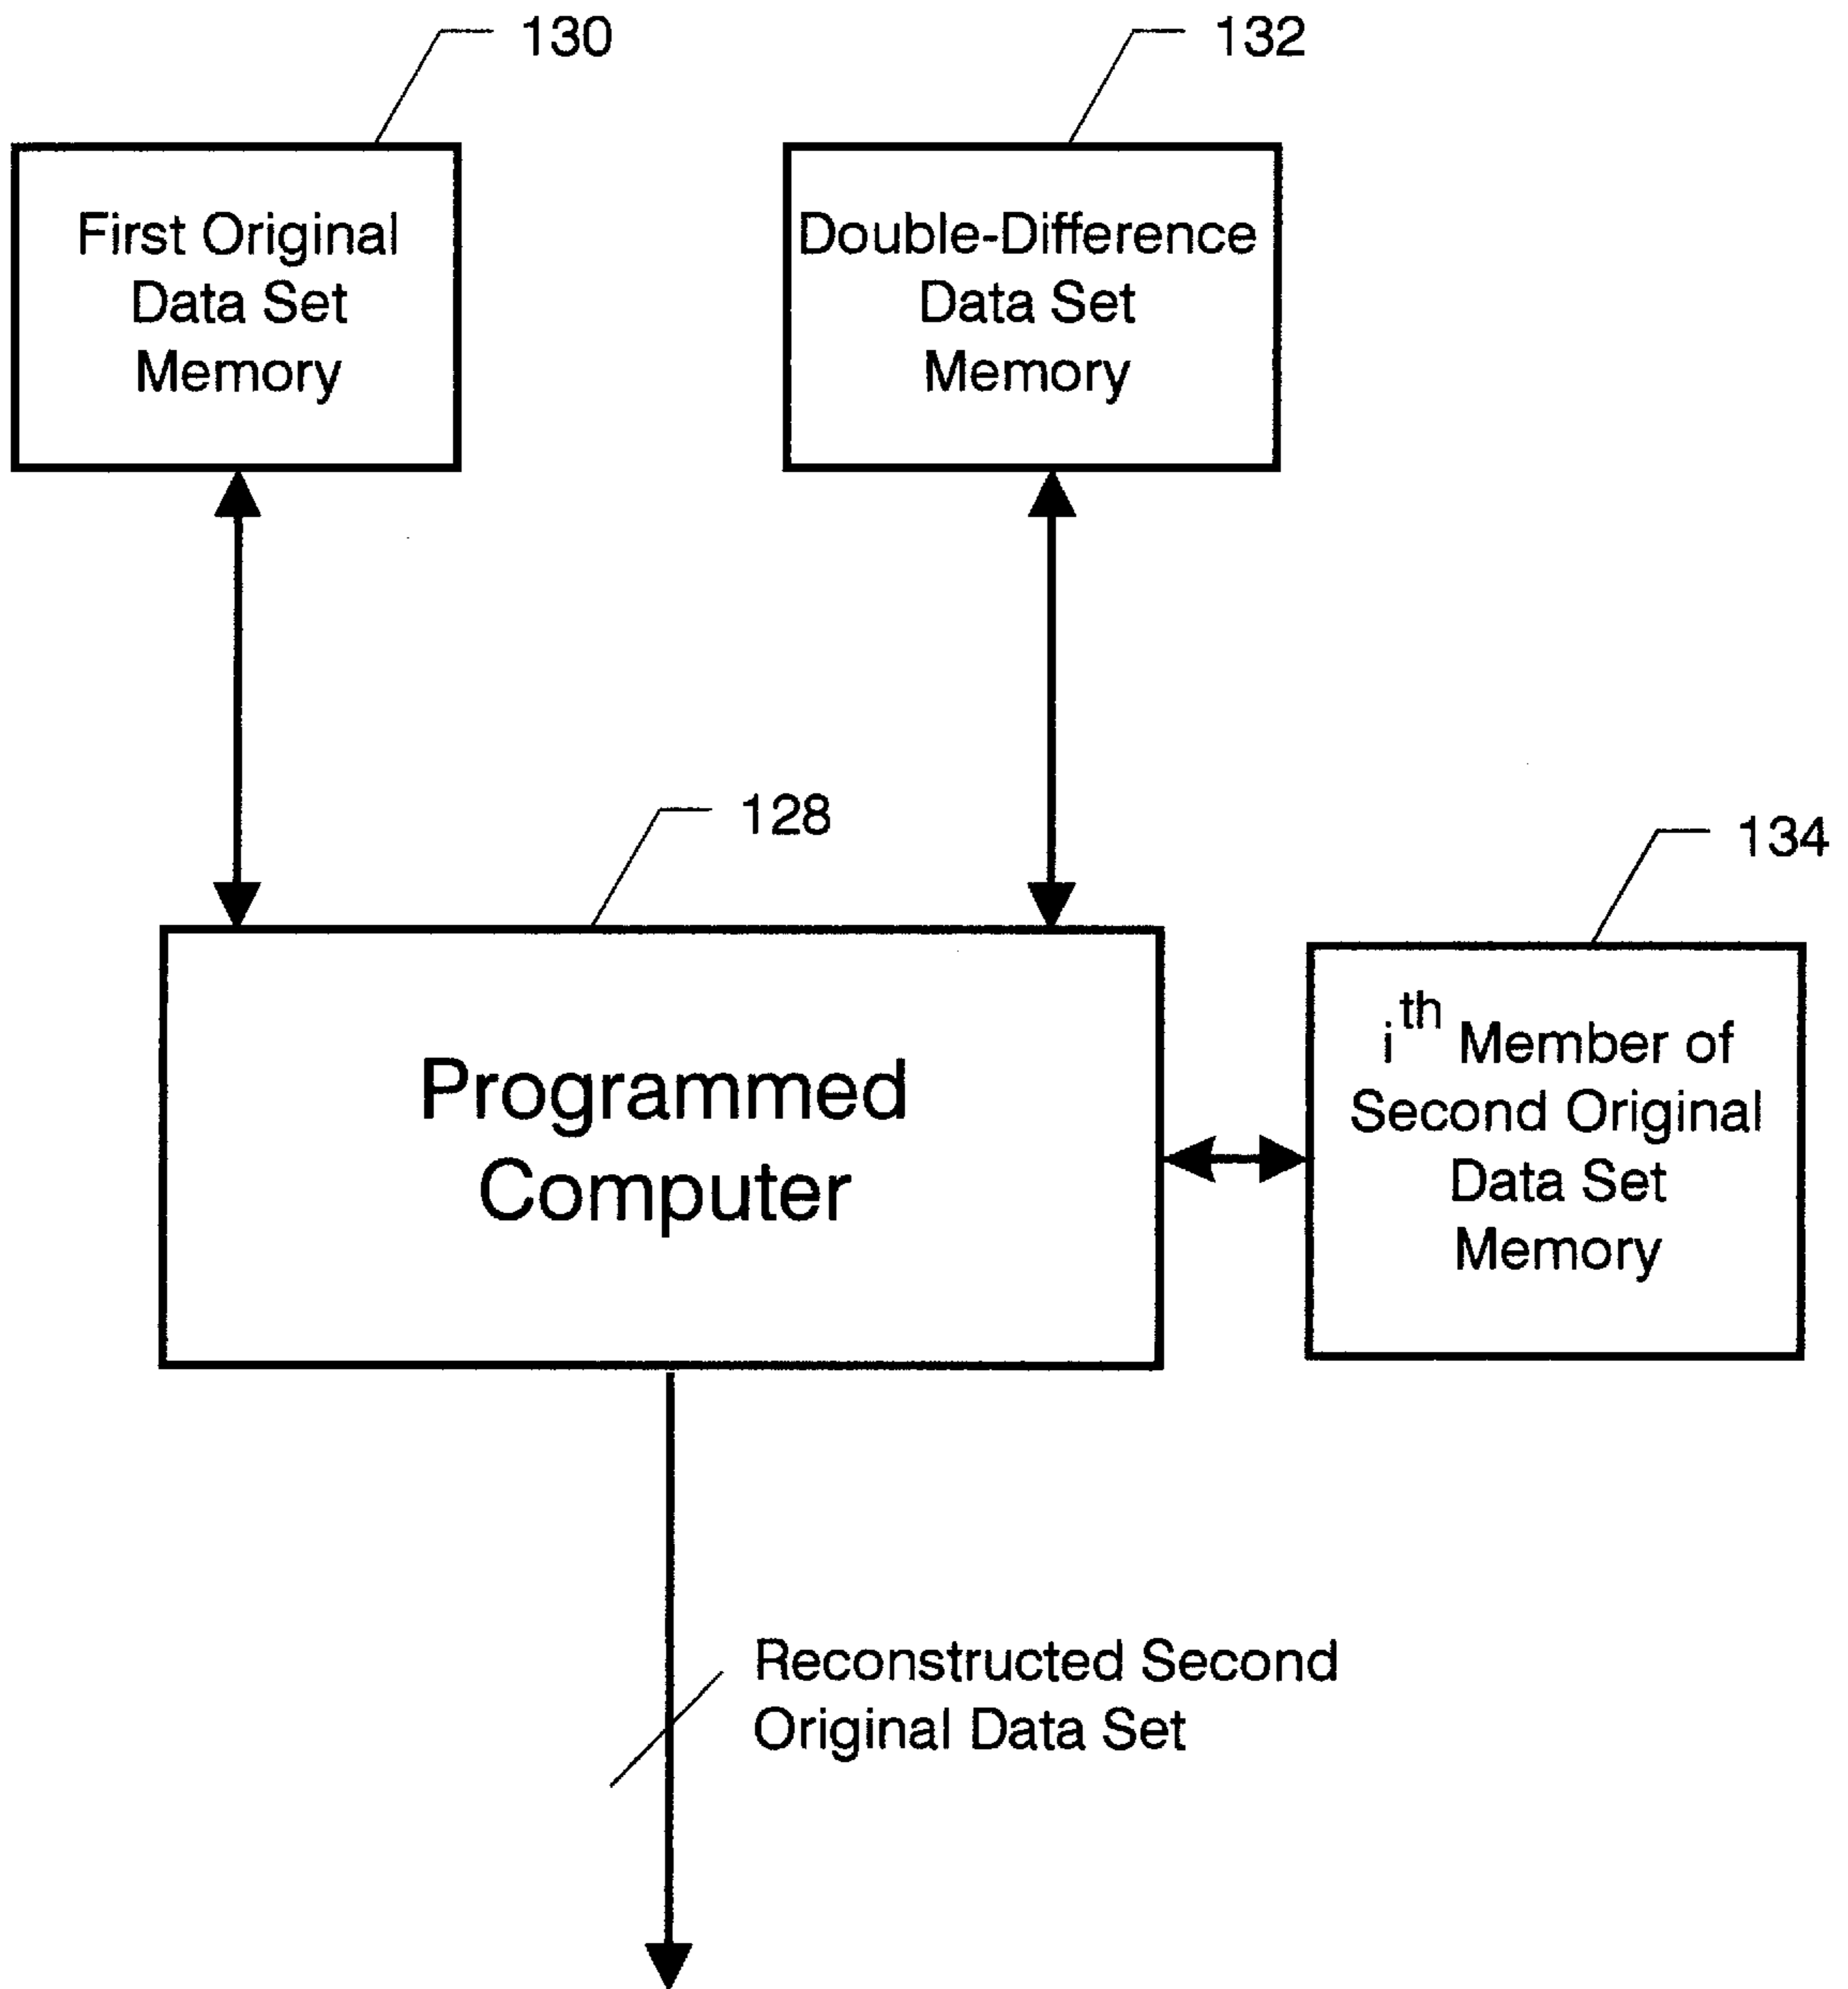 130
132
First Original
Data Set
Memory
Double-Difference
Data Set
Memory
128
134
Programmed
Computer
i^th Member of
Second Original
Data Set
Memory
Reconstructed Second
Original Data Set